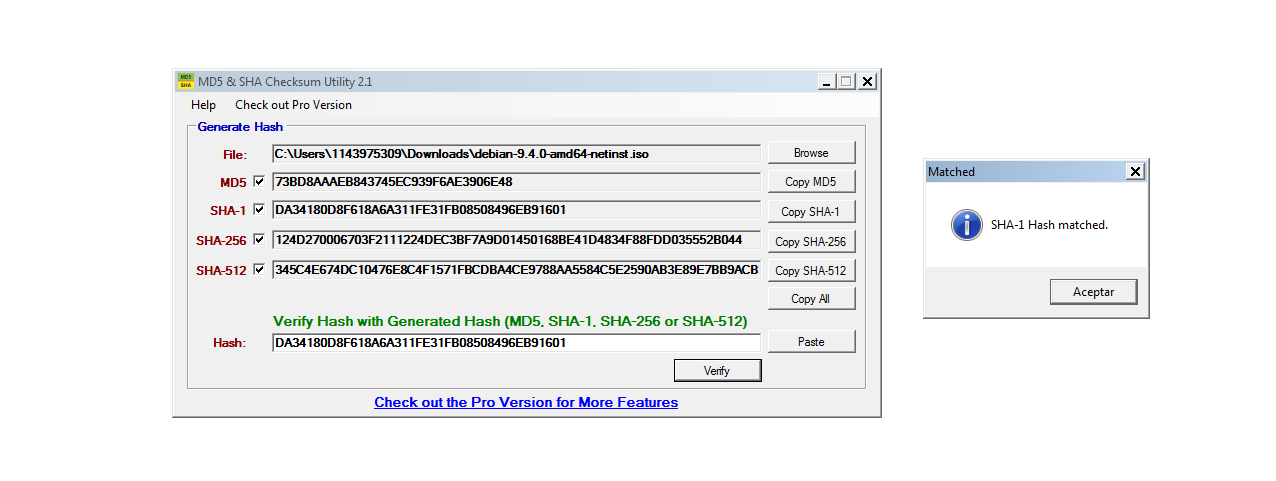 MD5 SHA MD5 & SHA Checksum Utility 2.1
Help Check out Pro Version
Generate Hash
File: C:\Users\1143975309\Downloads\debian-9.4.0-amd64-netinst.iso Browse
MD5 73BD8AAAEB843745EC939F6AE3906E48 Copy MD5
SHA-1 DA34180D8F618A6A311FE31FB08508496EB91601 Copy SHA-1
SHA-256 124D270006703F2111224DEC3BF7A9D01450168BE41D4834F88FDD035552B044 Copy SHA-256
SHA-512 345C4E674DC10476E8C4F1571FBCDBA4CE9788AA5584C5E2590AB3E89E7BB9ACB Copy SHA-512
Copy All
Verify Hash with Generated Hash (MD5, SHA-1, SHA-256 or SHA-512)
Hash: DA34180D8F618A6A311FE31FB08508496EB91601 Paste
Verify
Check out the Pro Version for More Features
Matched
SHA-1 Hash matched.
Aceptar